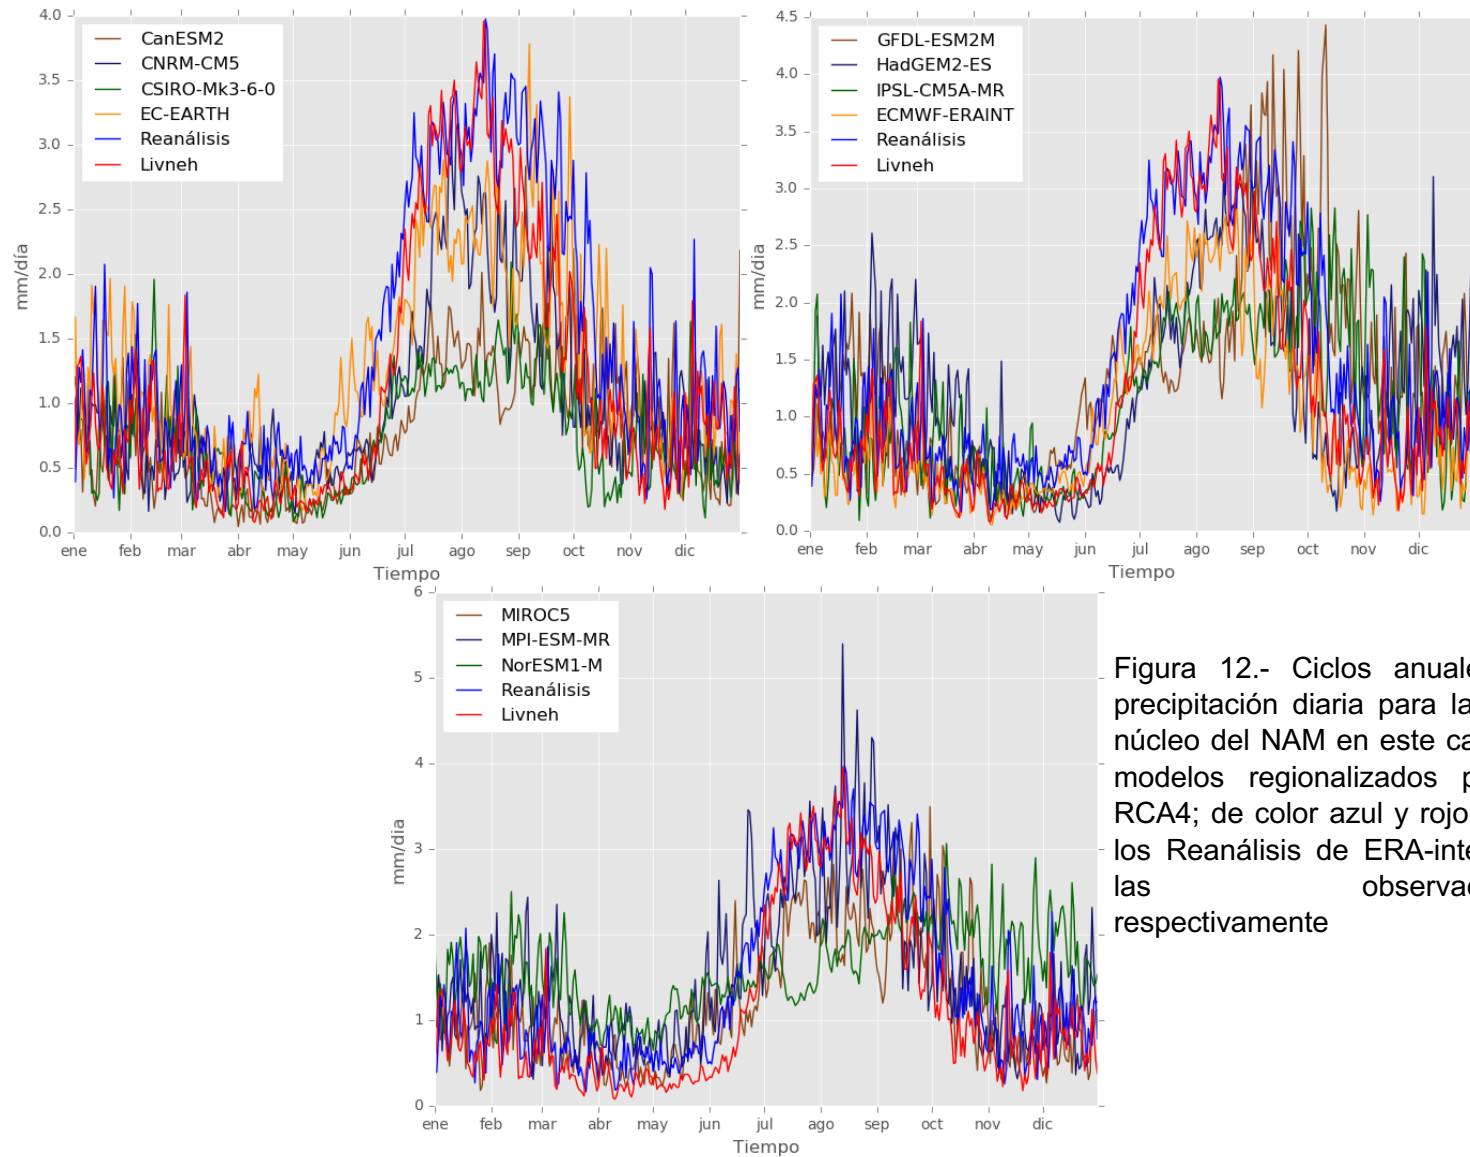 4.0
3.5
3.0
2.5
2.0
1.5
1.0
0.5
0.0
mm/día
CanESM2
CNRM-CM5
CSIRO-Mk3-6-0
EC-EARTH
Reanálisis
Livneh
ene feb mar abr may jun jul ago sep oct nov dic
Tiempo
4.5
4.0
3.5
3.0
2.5
2.0
1.5
1.0
0.5
0.0
mm/dia
GFDL-ESM2M
HadGEM2-ES
IPSL-CM5A-MR
ECMWF-ERAINT
Reanálisis
Livneh
ene feb mar abr may jun jul ago sep oct nov dic
Tiempo
6
5
4
3
2
1
0
mm/dia
MIROC5
MPI-ESM-MR
NorESM1-M
Reanálisis
Livneh
ene feb mar abr may jun jul ago sep oct nov dic
Tiempo
Figura 12.- Ciclos
precipitación diaria para la
núcleo del NAM en este
modelos regionalizados
RCA4; de color azul y rojo
los Reanálisis de
las
respectivamente